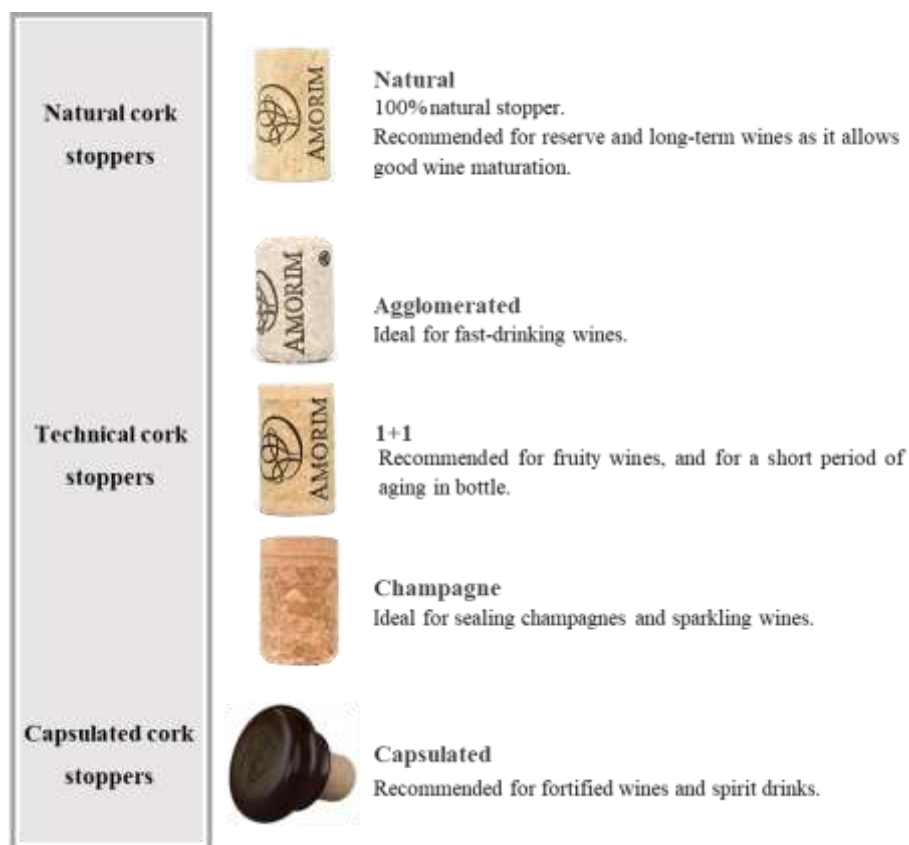 Natural cork
stoppers
AMORIM
Natural
100% natural stopper.
Recommended for reserve and long-term wines as it allows
good wine maturation.
AMORIM
Agglomerated
Ideal for fast-drinking wines.
Technical cork
stoppers
AMORIM
1+1
Recommended for fruity wines, and for a short period of
aging in bottle.
Champagne
Ideal for sealing champagnes and sparkling wines.
Capsulated cork
stoppers
Capsulated
Recommended for fortified wines and spirit drinks.